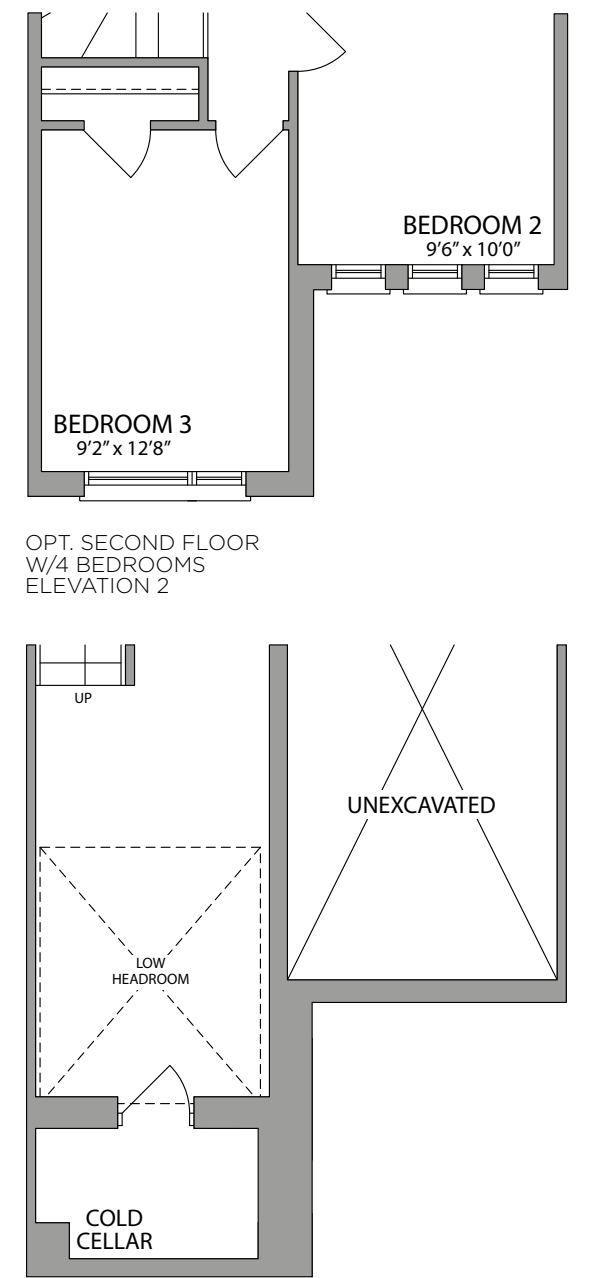 BEDROOM 2
9'6" x 10'0"
BEDROOM 3
9'2" x 12'8"
OPT. SECOND FLOOR
W/4 BEDROOMS
ELEVATION 2
UP
UNEXCAVATED
LOW
HEADROOM
COLD
CELLAR